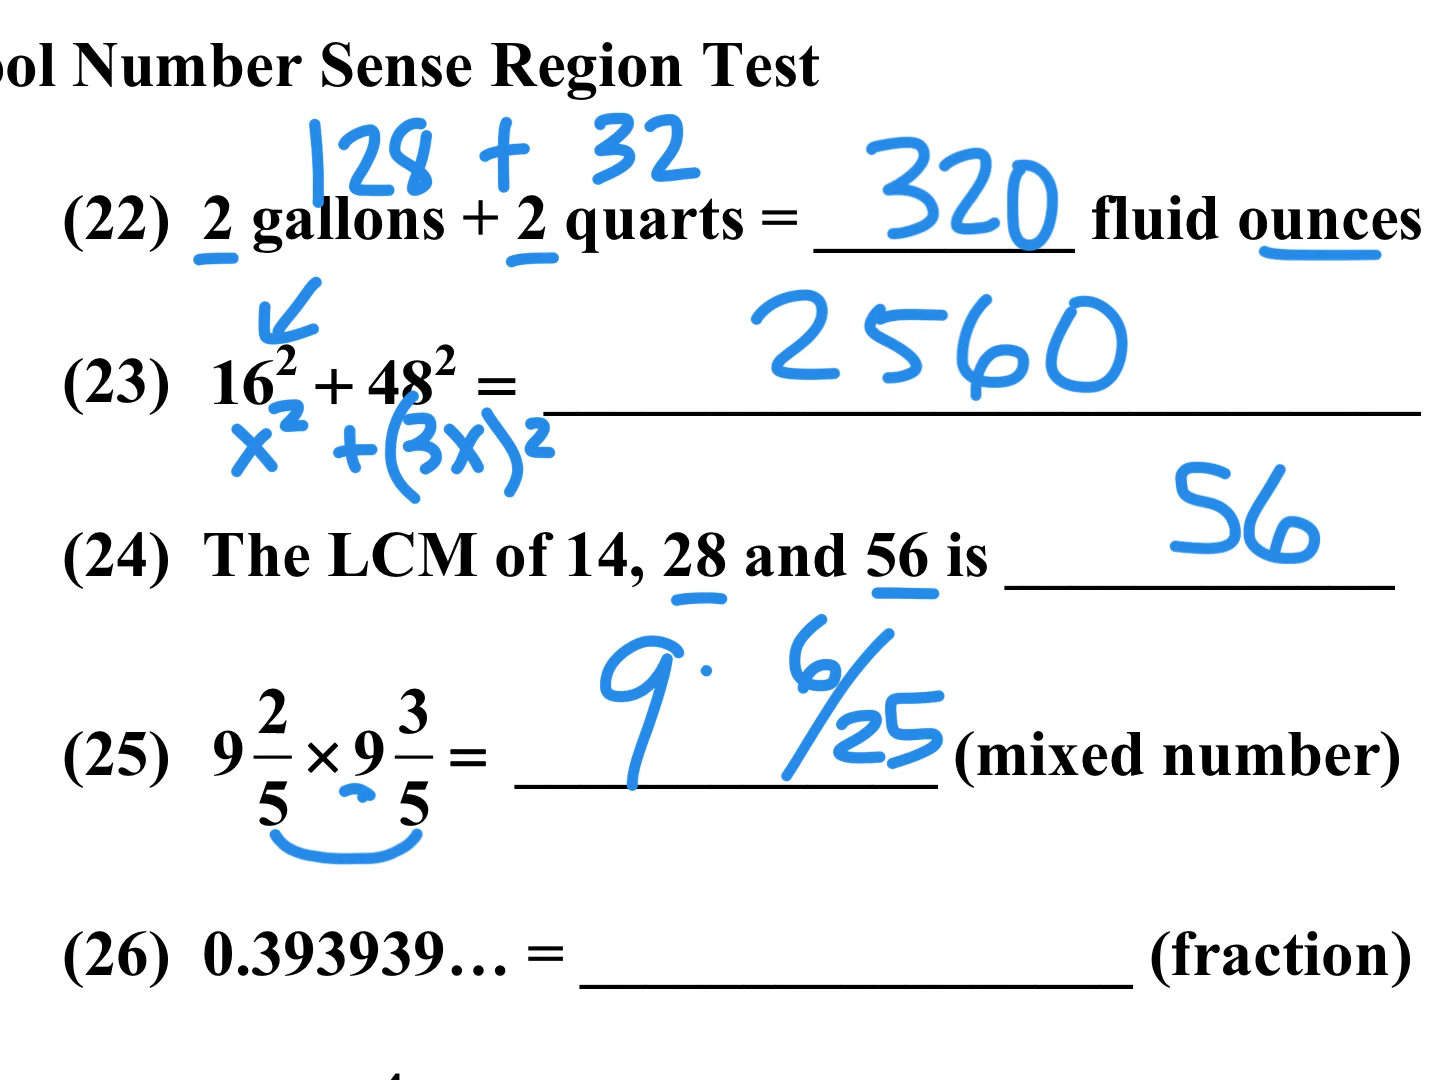 ool Number Sense Region Test
128 + 32
(22) 2 gallons + 2 quarts = 320 fluid ounces
(23) 16² + 48² = 2560
x² + (3x)²
(24) The LCM of 14, 28 and 56 is 56
(25) 9 2/5 × 9 3/5 = 9 · 6/25 (mixed number)
(26) 0.393939... = (fraction)